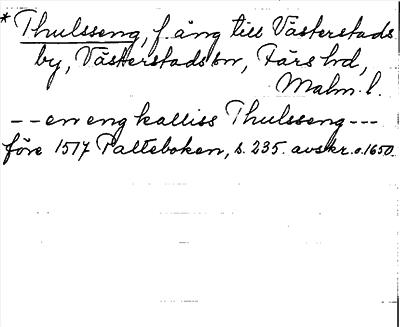 * Thulsseng, f. äng till Västerstads
by, Västerstads sn, Färs hd,
Malm. l.
-- en eng kalliss Thulsseng ---
före 1517 Palteboken, s. 235. avskr. o. 1650.